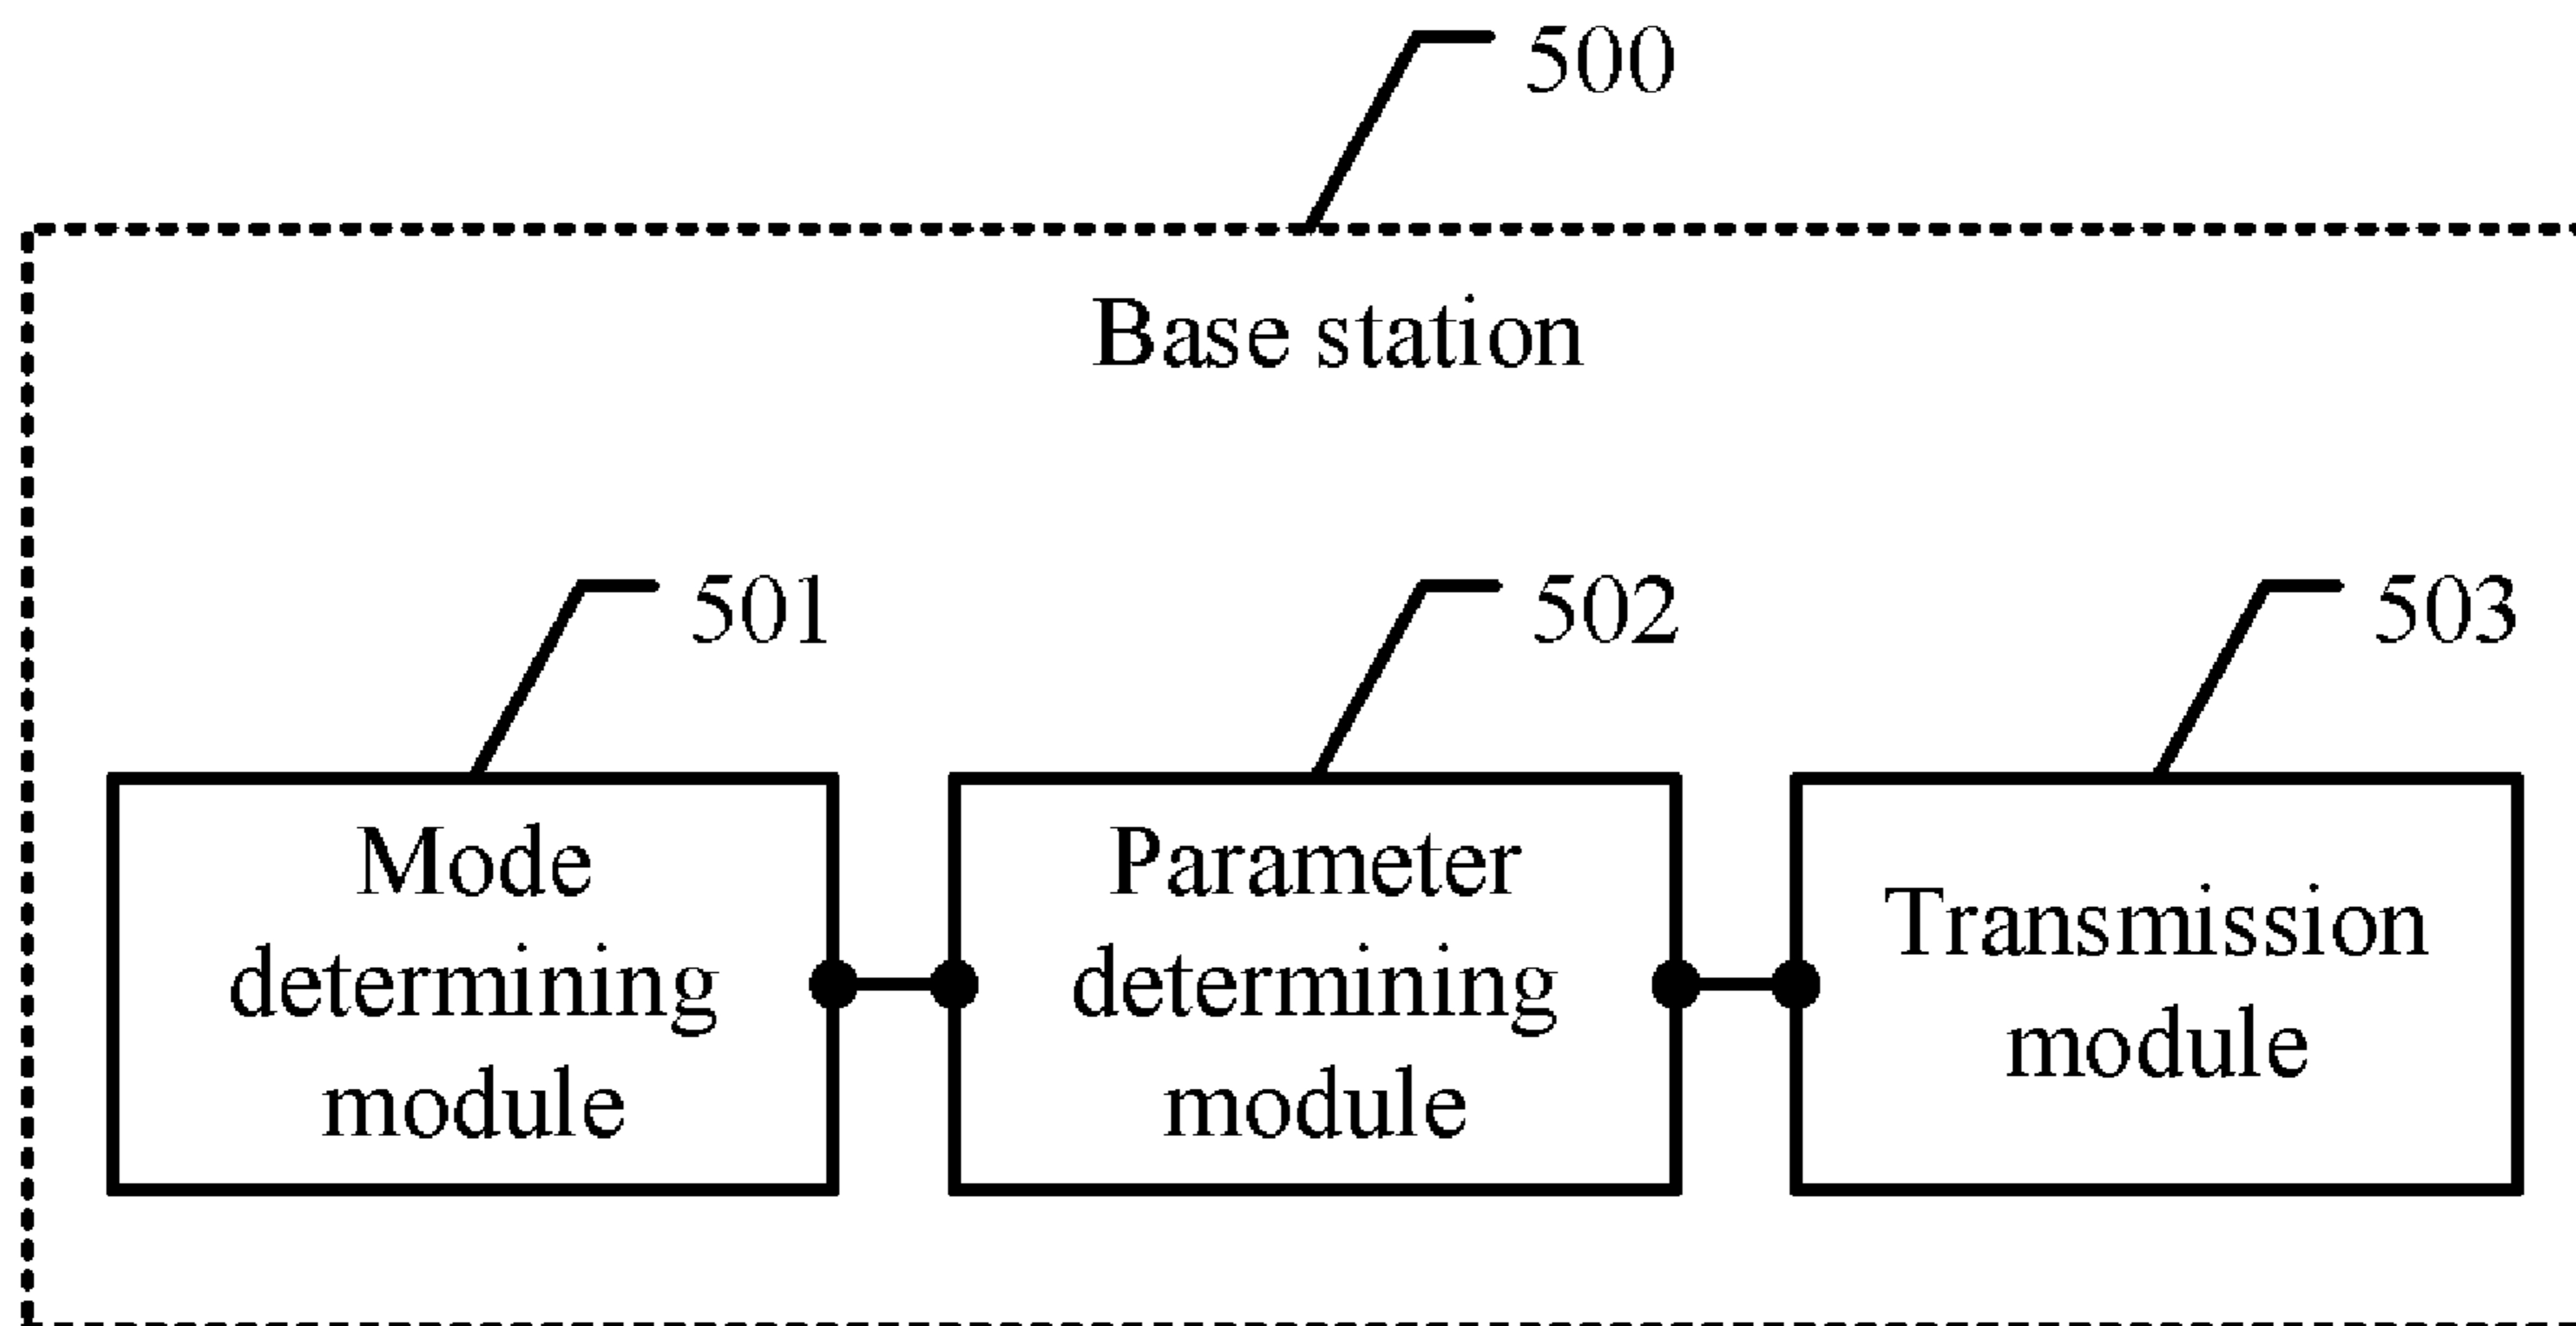 500
Base station
501
502
503
Mode
determining
module
Parameter
determining
module
Transmission
module